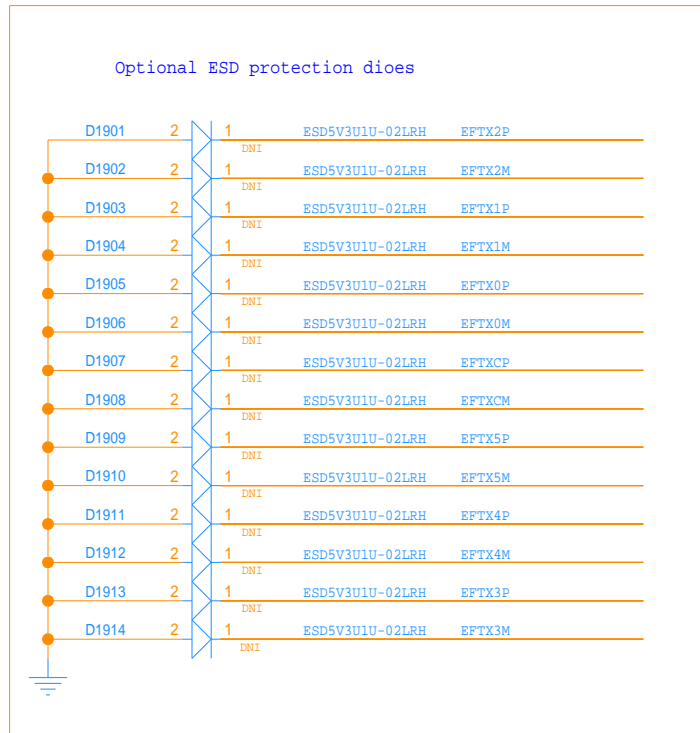 Optional ESD protection dioes
D1901 2 1 ESD5V3U1U-02LRH EFTX2P
DNI
D1902 2 1 ESD5V3U1U-02LRH EFTX2M
DNI
D1903 2 1 ESD5V3U1U-02LRH EFTX1P
DNI
D1904 2 1 ESD5V3U1U-02LRH EFTX1M
DNI
D1905 2 1 ESD5V3U1U-02LRH EFTX0P
DNI
D1906 2 1 ESD5V3U1U-02LRH EFTX0M
DNI
D1907 2 1 ESD5V3U1U-02LRH EFTXCP
DNI
D1908 2 1 ESD5V3U1U-02LRH EFTXCM
DNI
D1909 2 1 ESD5V3U1U-02LRH EFTX5P
DNI
D1910 2 1 ESD5V3U1U-02LRH EFTX5M
DNI
D1911 2 1 ESD5V3U1U-02LRH EFTX4P
DNI
D1912 2 1 ESD5V3U1U-02LRH EFTX4M
DNI
D1913 2 1 ESD5V3U1U-02LRH EFTX3P
DNI
D1914 2 1 ESD5V3U1U-02LRH EFTX3M
DNI